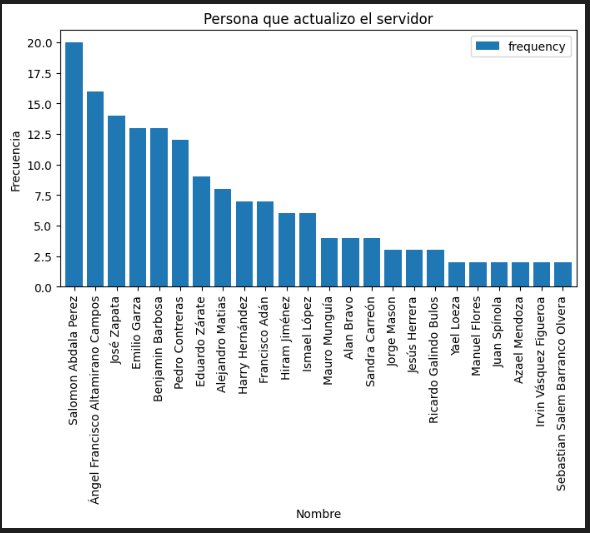 Persona que actualizo el servidor
frequency
Frecuencia
20.0
17.5
15.0
12.5
10.0
7.5
5.0
2.5
0.0
Salomon Abdala Perez
Ángel Francisco Altamirano Campos
José Zapata
Emilio Garza
Benjamin Barbosa
Pedro Contreras
Eduardo Zárate
Alejandro Matias
Harry Hernández
Francisco Adán
Hiram Jiménez
Ismael López
Mauro Munguía
Alan Bravo
Sandra Carreón
Jorge Mason
Jesús Herrera
Ricardo Galindo Bulos
Yael Loeza
Manuel Flores
Juan Spínola
Azael Mendoza
Irvin Vásquez Figueroa
Sebastian Salem Barranco Olvera
Nombre